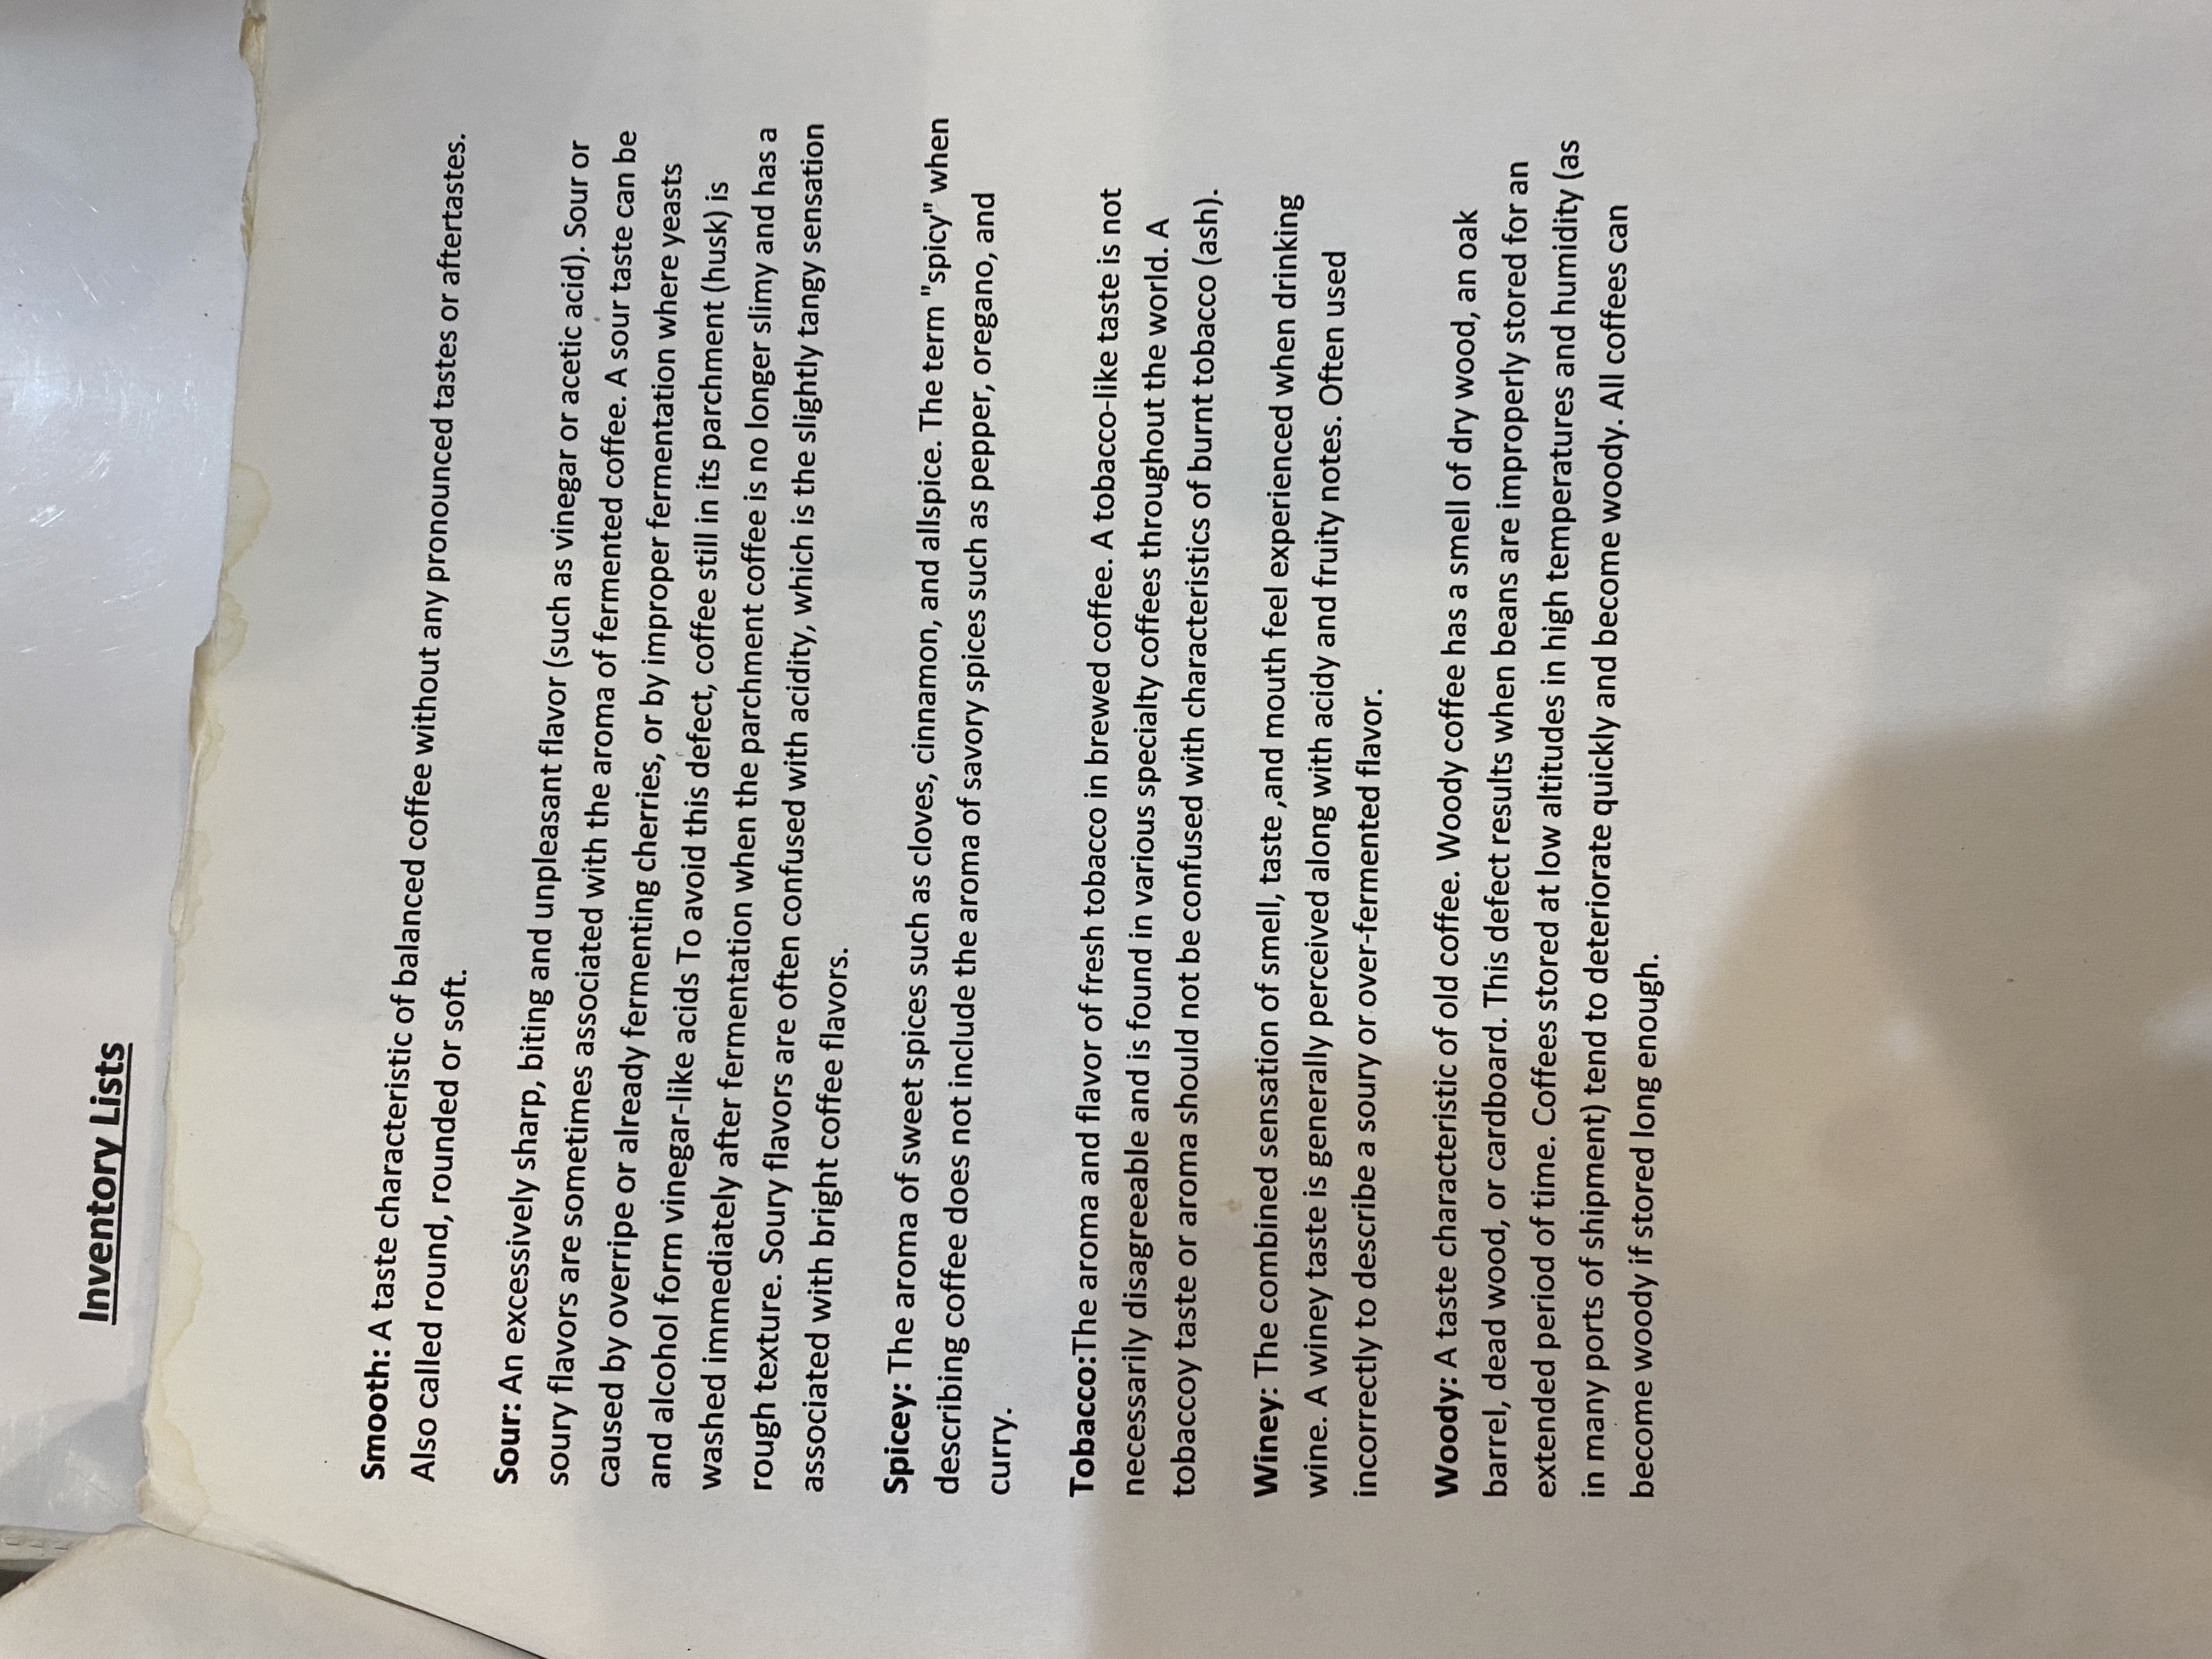 Inventory Lists
Smooth: A taste characteristic of balanced coffee without any pronounced tastes or aftertastes.
Also called round, rounded or soft.
Sour: An excessively sharp, biting and unpleasant flavor (such as vinegar or acetic acid). Sour or
soury flavors are sometimes associated with the aroma of fermented coffee. A sour taste can be
caused by overripe or already fermenting cherries, or by improper fermentation where yeasts
and alcohol form vinegar-like acids To avoid this defect, coffee still in its parchment (husk) is
washed immediately after fermentation when the parchment coffee is no longer slimy and has a
rough texture. Soury flavors are often confused with acidity, which is the slightly tangy sensation
associated with bright coffee flavors.
Spicey: The aroma of sweet spices such as cloves, cinnamon, and allspice. The term "spicy" when
describing coffee does not include the aroma of savory spices such as pepper, oregano, and
curry.
Tobacco:The aroma and flavor of fresh tobacco in brewed coffee. A tobacco-like taste is not
necessarily disagreeable and is found in various specialty coffees throughout the world. A
tobaccoy taste or aroma should not be confused with characteristics of burnt tobacco (ash).
Winey: The combined sensation of smell, taste ,and mouth feel experienced when drinking
wine. A winey taste is generally perceived along with acidy and fruity notes. Often used
incorrectly to describe a soury or over-fermented flavor.
Woody: A taste characteristic of old coffee. Woody coffee has a smell of dry wood, an oak
barrel, dead wood, or cardboard. This defect results when beans are improperly stored for an
extended period of time. Coffees stored at low altitudes in high temperatures and humidity (as
in many ports of shipment) tend to deteriorate quickly and become woody. All coffees can
become woody if stored long enough.